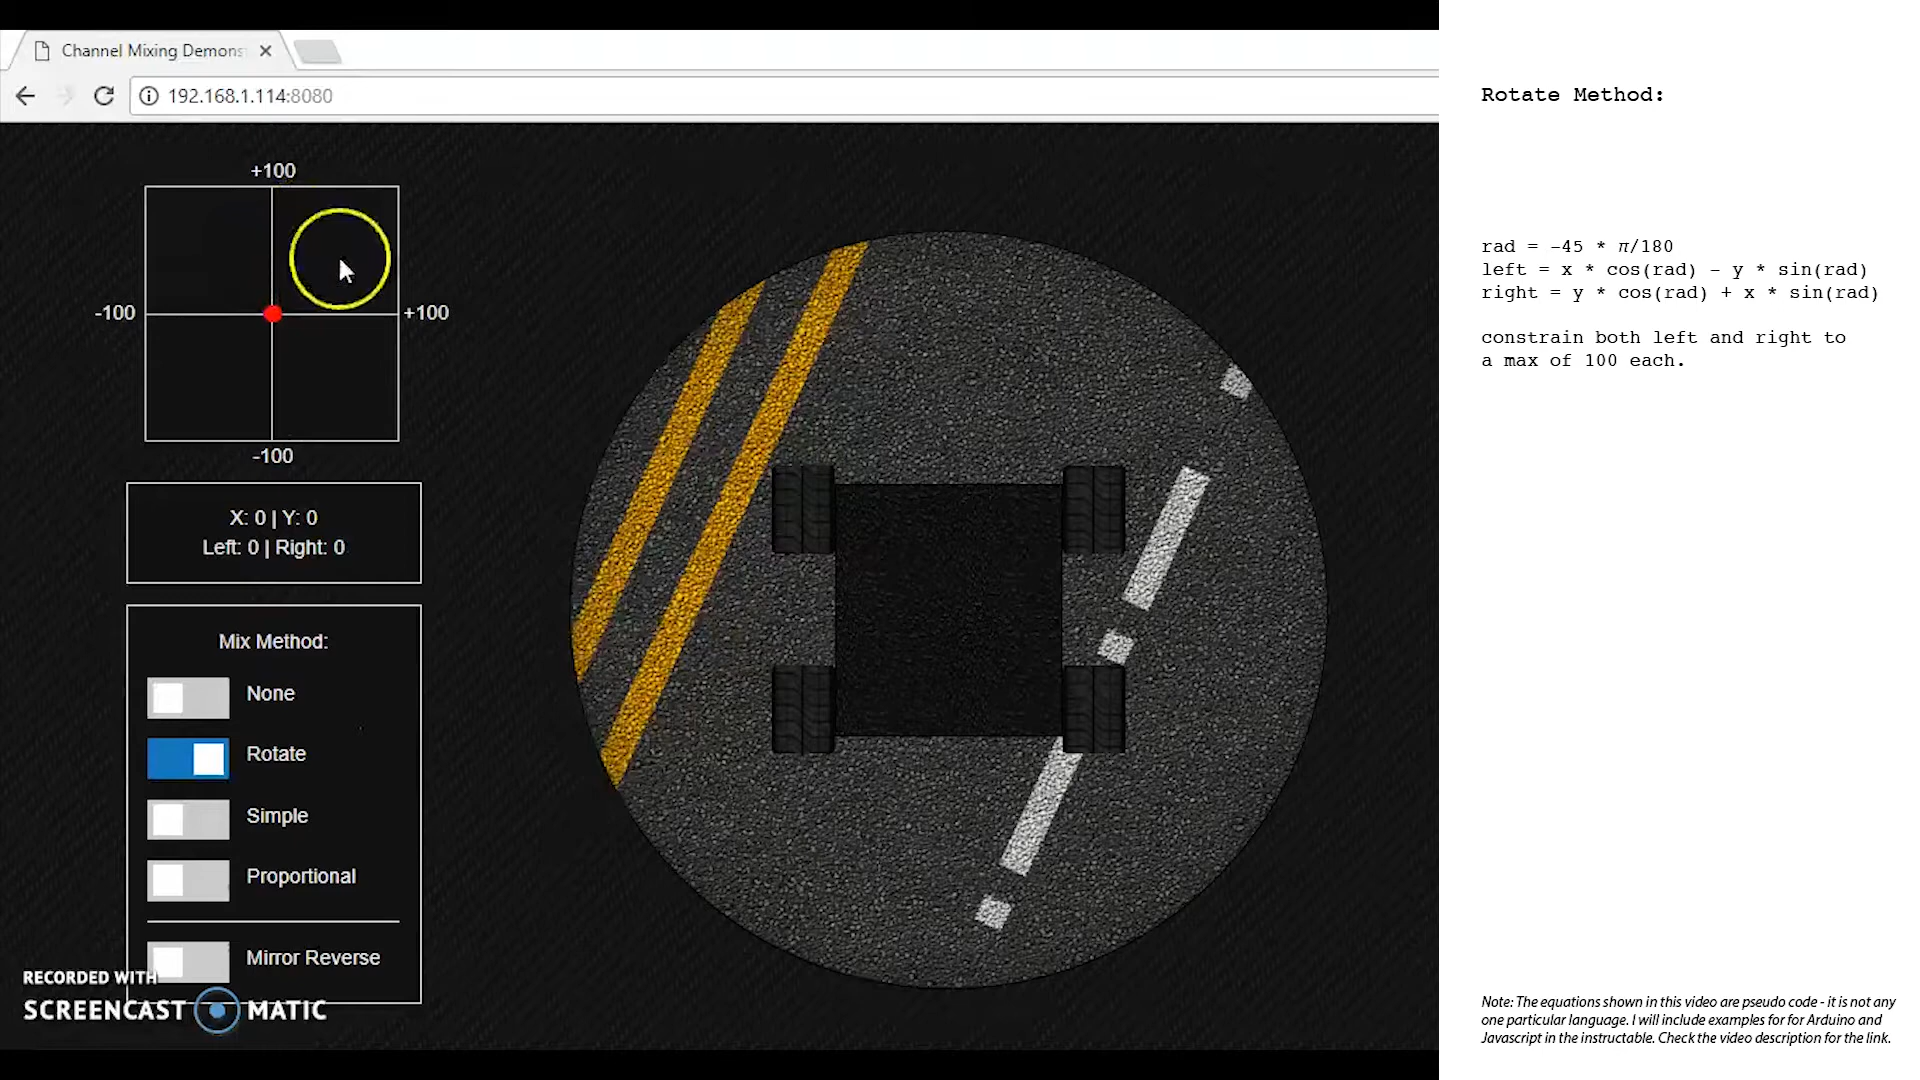 Channel Mixing Demons
192.168.1.114:8080
+100
-100
+100
-100
X: 0 | Y: 0
Left: 0 | Right: 0
Mix Method:
None
Rotate
Simple
Proportional
Mirror Reverse
RECORDED WITH
SCREENCAST MATIC
Rotate Method:
rad = -45 * π/180
left = x * cos(rad) - y * sin(rad)
right = y * cos(rad) + x * sin(rad)
constrain both left and right to
a max of 100 each.
Note: The equations shown in this video are pseudo code - it is not any
one particular language. I will include examples for for Arduino and
Javascript in the instructable. Check the video description for the link.